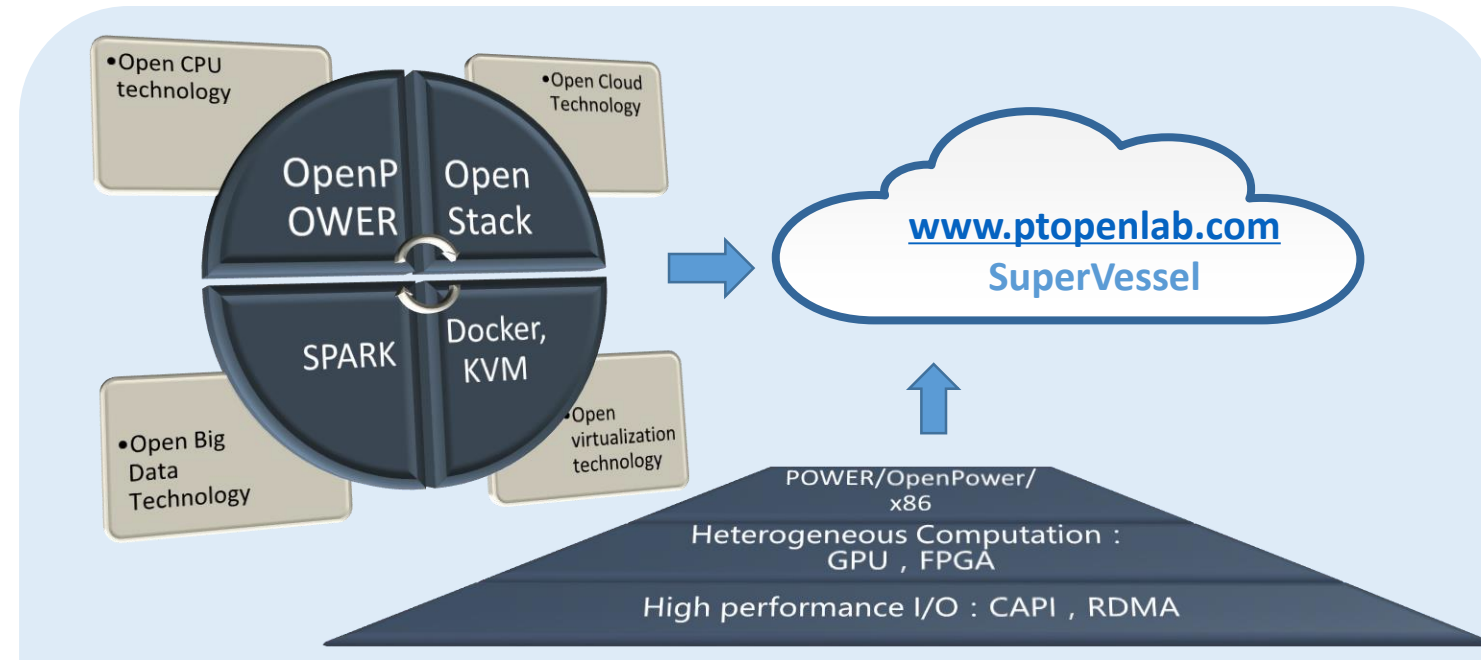 •Open CPU
technology
•Open Cloud
Technology
OpenP
OWER
Open
Stack
SPARK
Docker,
KVM
•Open Big
Data
Technology
•Open
virtualization
technology
www.ptopenlab.com
SuperVessel
POWER/OpenPower/
x86
Heterogeneous Computation：
GPU，FPGA
High performance I/O：CAPI，RDMA